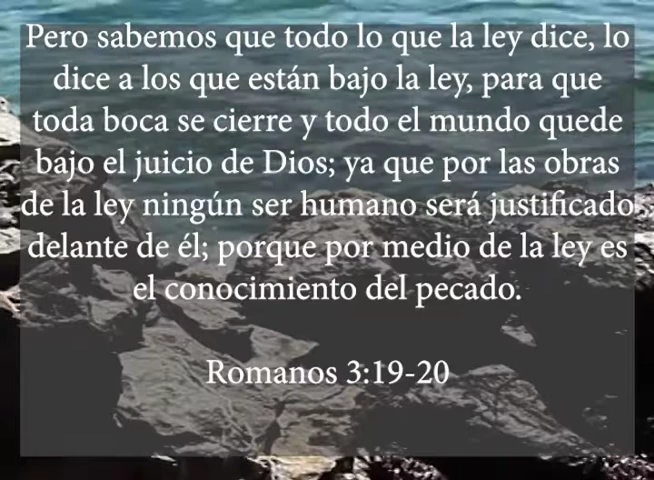 Pero sabemos que todo lo que la ley dice, lo
dice a los que están bajo la ley, para que
toda boca se cierre y todo el mundo quede
bajo el juicio de Dios; ya que por las obras
de la ley ningún ser humano será justificado
delante de él; porque por medio de la ley es
el conocimiento del pecado.
Romanos 3:19-20